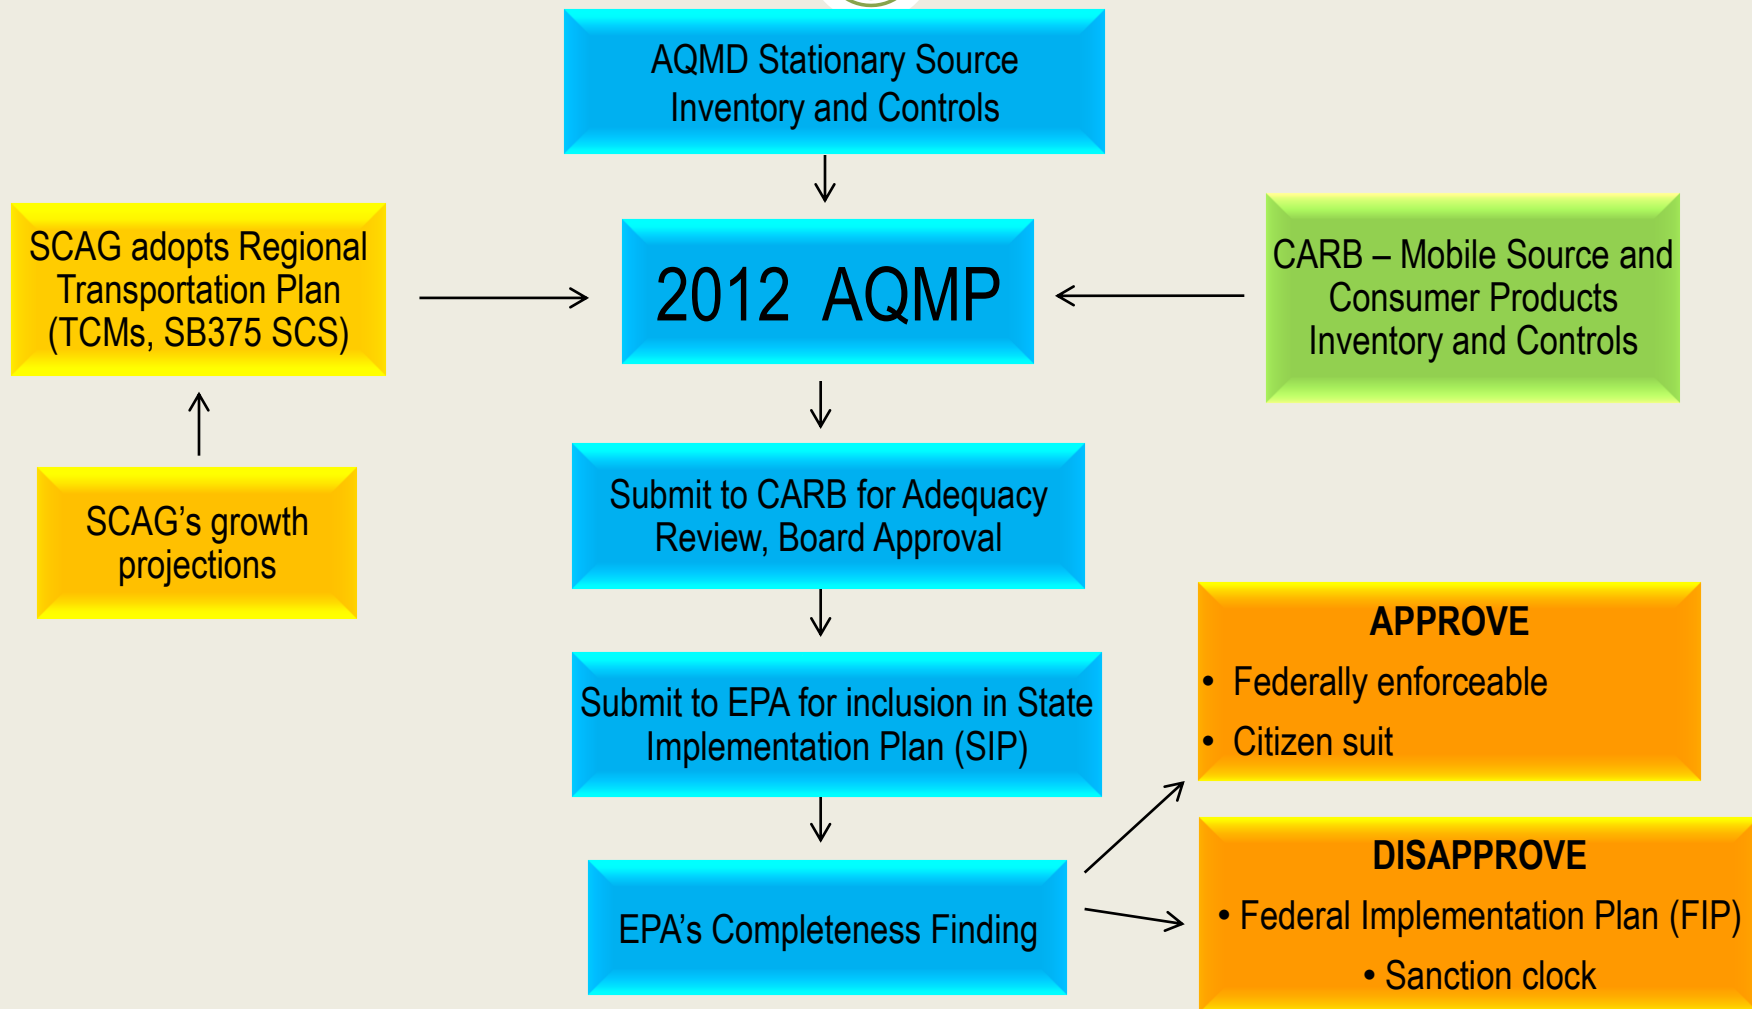 AQMD Stationary Source
Inventory and Controls
SCAG adopts Regional
Transportation Plan
(TCMs, SB375 SCS)
2012 AQMP
CARB – Mobile Source and
Consumer Products
Inventory and Controls
SCAG’s growth
projections
Submit to CARB for Adequacy
Review, Board Approval
Submit to EPA for inclusion in State
Implementation Plan (SIP)
EPA’s Completeness Finding
APPROVE
• Federally enforceable
• Citizen suit
DISAPPROVE
• Federal Implementation Plan (FIP)
• Sanction clock